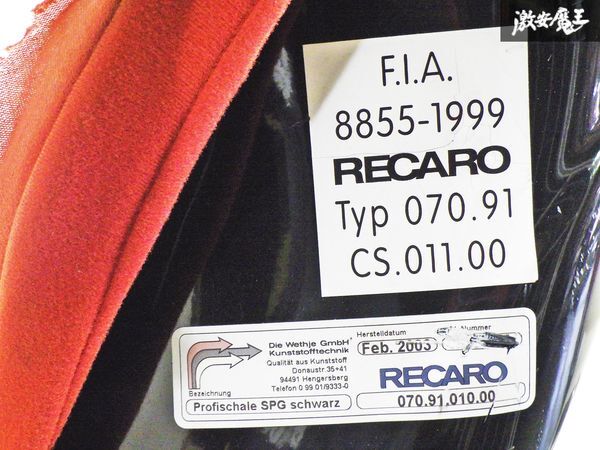 激安魔王
F.I.A.
8855-1999
RECARO
Typ 070.91
CS.011.00
Die Wethje GmbH
Kunststofftechnik
Qualität aus Kunststoff
Donaustr.35+41
94491 Hengersberg
Telefon 0 99 01/9333-0
Herstelldatum
Nummer
Feb. 2003
RECARO
Bezeichnung
Profischale SPG schwarz
070.91.010.00